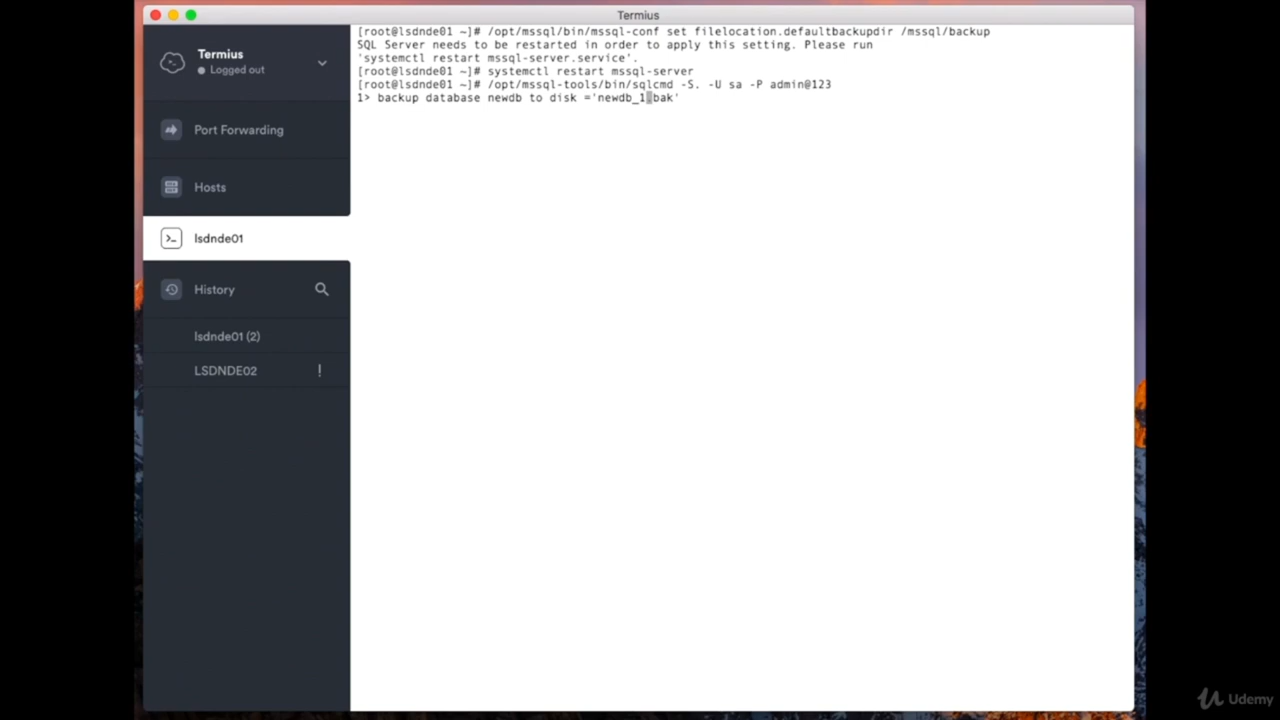 Termius
Termius
Logged out
Port Forwarding
Hosts
lsdnde01
History
lsdnde01 (2)
LSDNDE02 !
[root@lsdnde01 ~]# /opt/mssql/bin/mssql-conf set filelocation.defaultbackupdir /mssql/backup
SQL Server needs to be restarted in order to apply this setting. Please run
'systemctl restart mssql-server.service'.
[root@lsdnde01 ~]# systemctl restart mssql-server
[root@lsdnde01 ~]# /opt/mssql-tools/bin/sqlcmd -S. -U sa -P admin@123
1> backup database newdb to disk ='newdb_1.bak'
Udemy